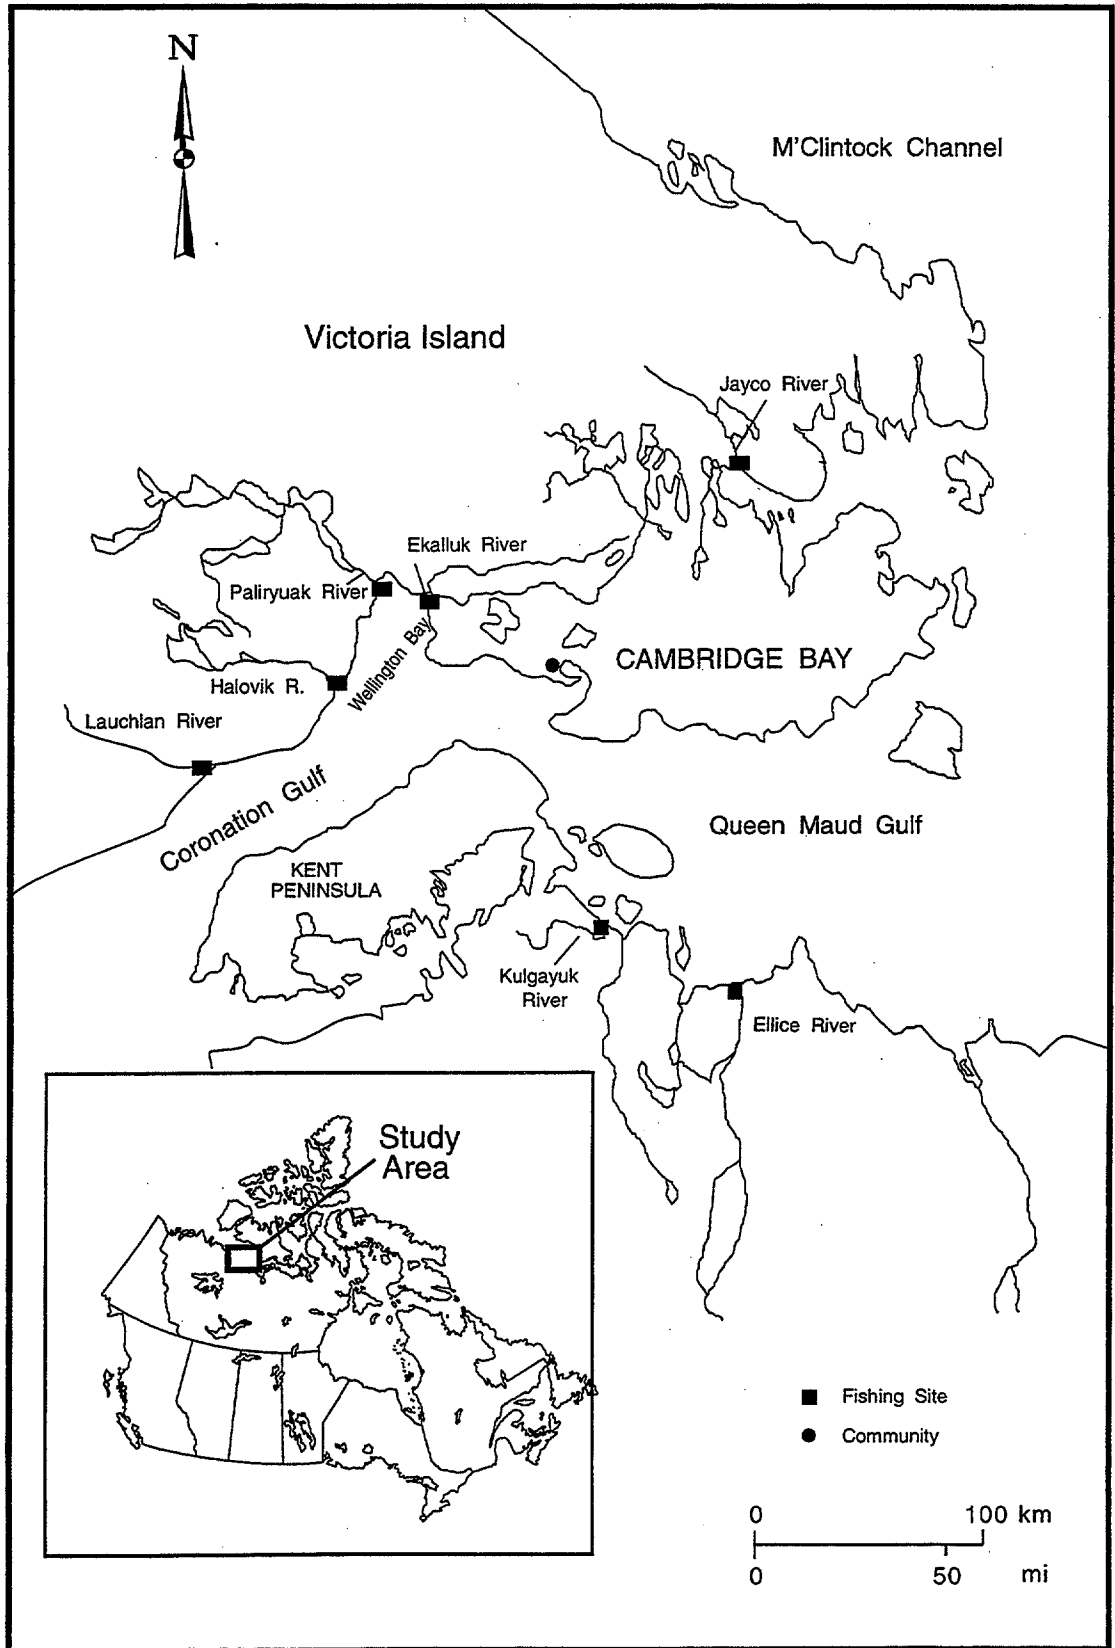 N
M'Clintock Channel
Victoria Island
Jayco River
Ekalluk River
Paliryuak River
Wellington Bay
CAMBRIDGE BAY
Halovik R.
Lauchlan River
Coronation Gulf
Queen Maud Gulf
KENT
PENINSULA
Kulgayuk
River
Ellice River
Study
Area
Fishing Site
Community
0 100 km
0 50 mi